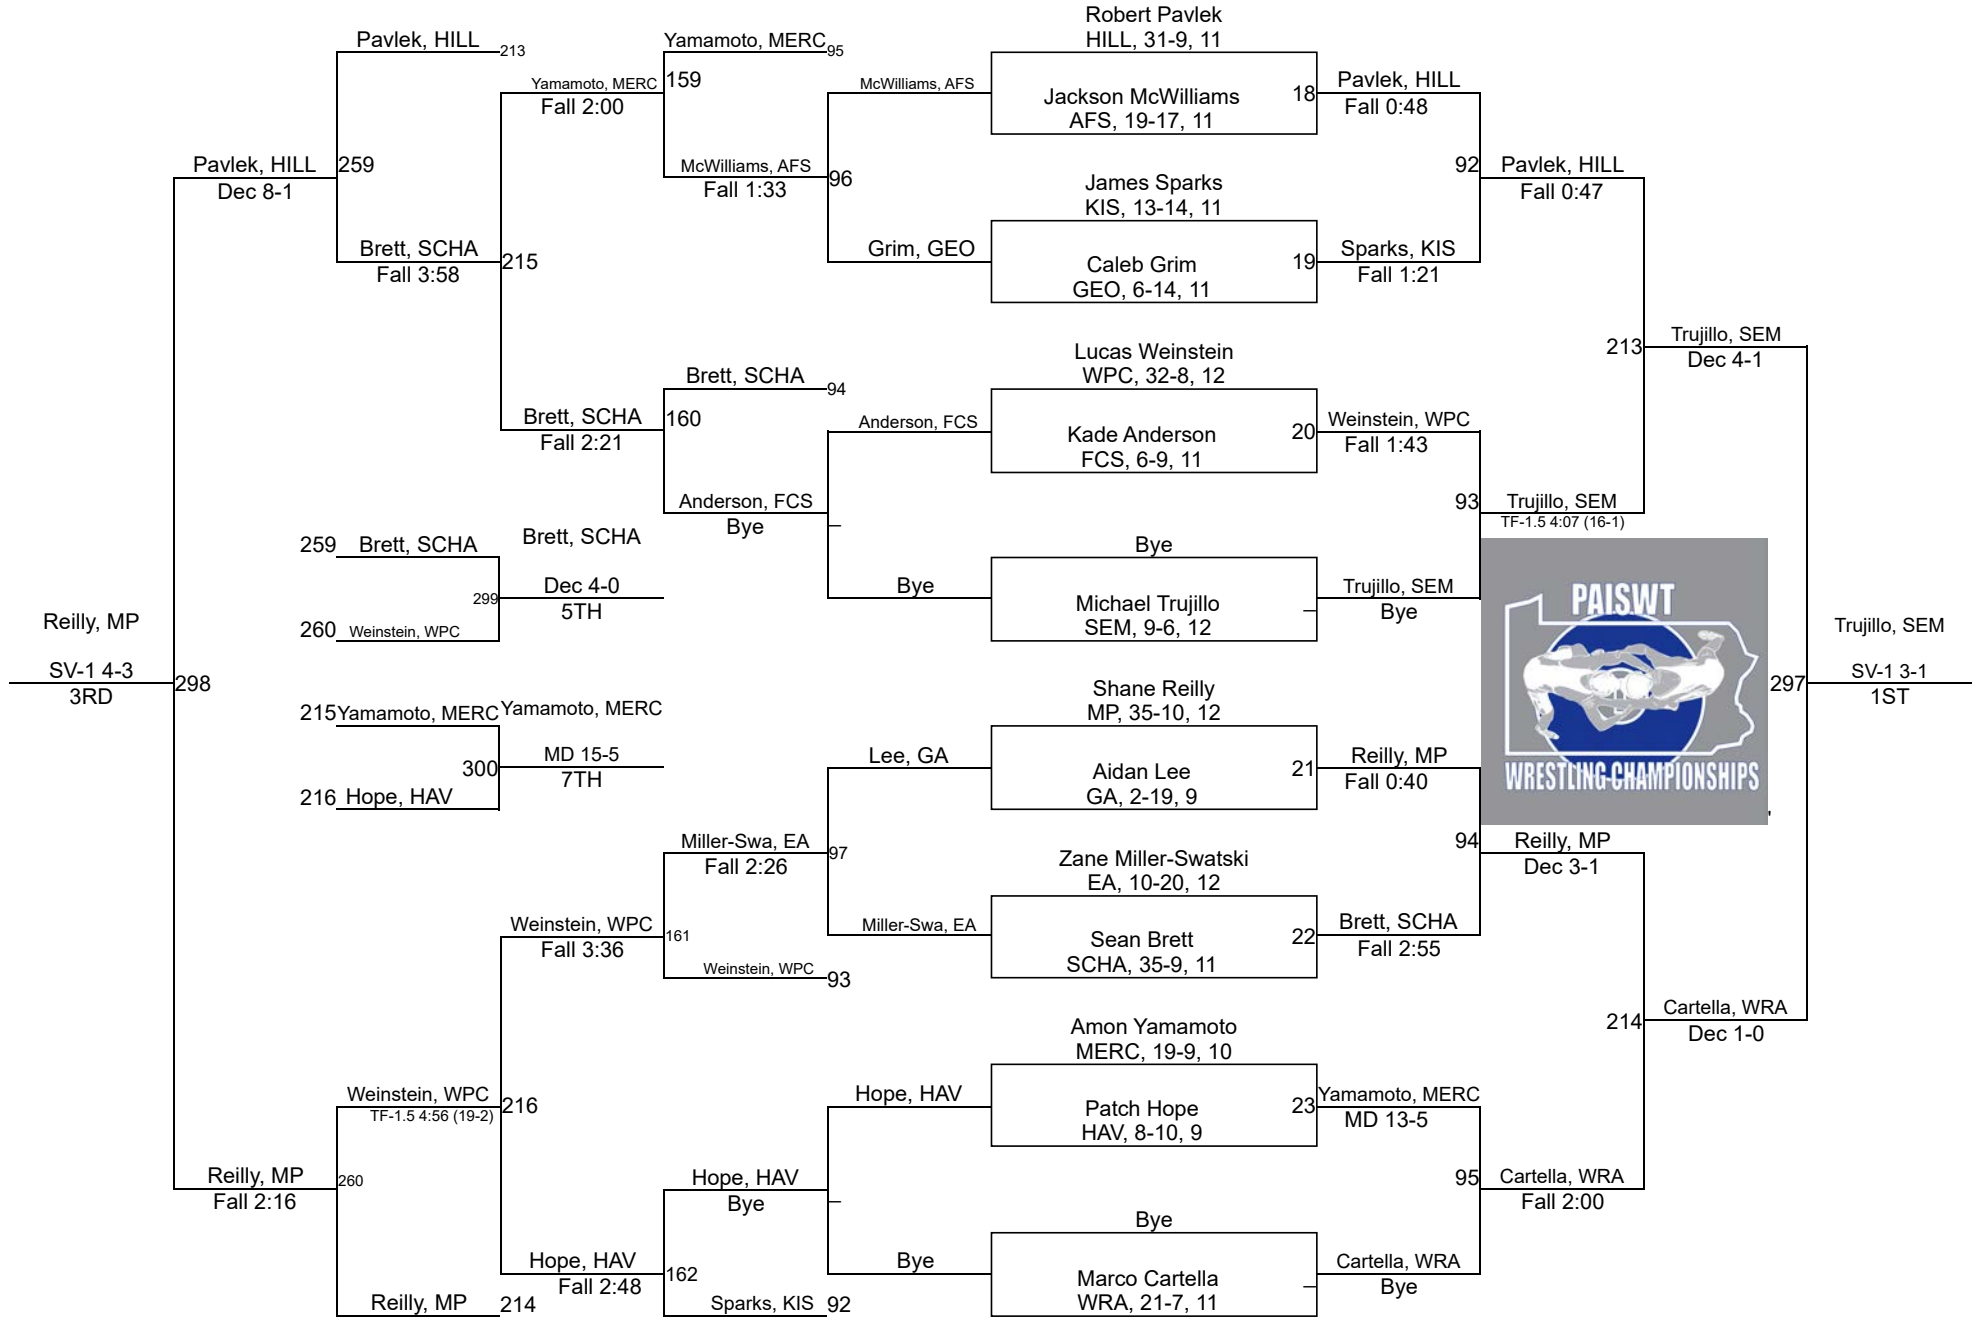 Robert Pavlek
HILL, 31-9, 11
Pavlek, HILL
213
Yamamoto, MERC
95
Yamamoto, MERC
159
Fall 2:00
McWilliams, AFS
Jackson McWilliams
AFS, 19-17, 11
18
Pavlek, HILL
Fall 0:48
Pavlek, HILL
259
Dec 8-1
McWilliams, AFS
Fall 1:33
96
James Sparks
KIS, 13-14, 11
92
Pavlek, HILL
Fall 0:47
Brett, SCHA
Fall 3:58
215
Grim, GEO
Caleb Grim
GEO, 6-14, 11
19
Sparks, KIS
Fall 1:21
Lucas Weinstein
WPC, 32-8, 12
213
Trujillo, SEM
Dec 4-1
Brett, SCHA
94
Brett, SCHA
160
Fall 2:21
Anderson, FCS
Kade Anderson
FCS, 6-9, 11
20
Weinstein, WPC
Fall 1:43
Anderson, FCS
Bye
93
Trujillo, SEM
TF-1.5 4:07 (16-1)
259
Brett, SCHA
Brett, SCHA
299
Dec 4-0
5TH
260
Weinstein, WPC
Bye
Bye
Michael Trujillo
SEM, 9-6, 12
Trujillo, SEM
Bye
PAISWT
WRESTLING CHAMPIONSHIPS
Reilly, MP
SV-1 4-3
3RD
298
297
Trujillo, SEM
SV-1 3-1
1ST
215
Yamamoto, MERC
Yamamoto, MERC
300
MD 15-5
7TH
216
Hope, HAV
Shane Reilly
MP, 35-10, 12
Lee, GA
Aidan Lee
GA, 2-19, 9
21
Reilly, MP
Fall 0:40
Miller-Swa, EA
Fall 2:26
97
Zane Miller-Swatski
EA, 10-20, 12
94
Reilly, MP
Dec 3-1
Weinstein, WPC
Fall 3:36
161
Miller-Swa, EA
Sean Brett
SCHA, 35-9, 11
22
Brett, SCHA
Fall 2:55
Weinstein, WPC
93
Amon Yamamoto
MERC, 19-9, 10
214
Cartella, WRA
Dec 1-0
Weinstein, WPC
TF-1.5 4:56 (19-2)
216
Hope, HAV
Patch Hope
HAV, 8-10, 9
23
Yamamoto, MERC
MD 13-5
Reilly, MP
Fall 2:16
260
Hope, HAV
Bye
95
Cartella, WRA
Fall 2:00
Bye
Hope, HAV
Fall 2:48
162
Bye
Marco Cartella
WRA, 21-7, 11
Cartella, WRA
Bye
Reilly, MP
214
Sparks, KIS
92